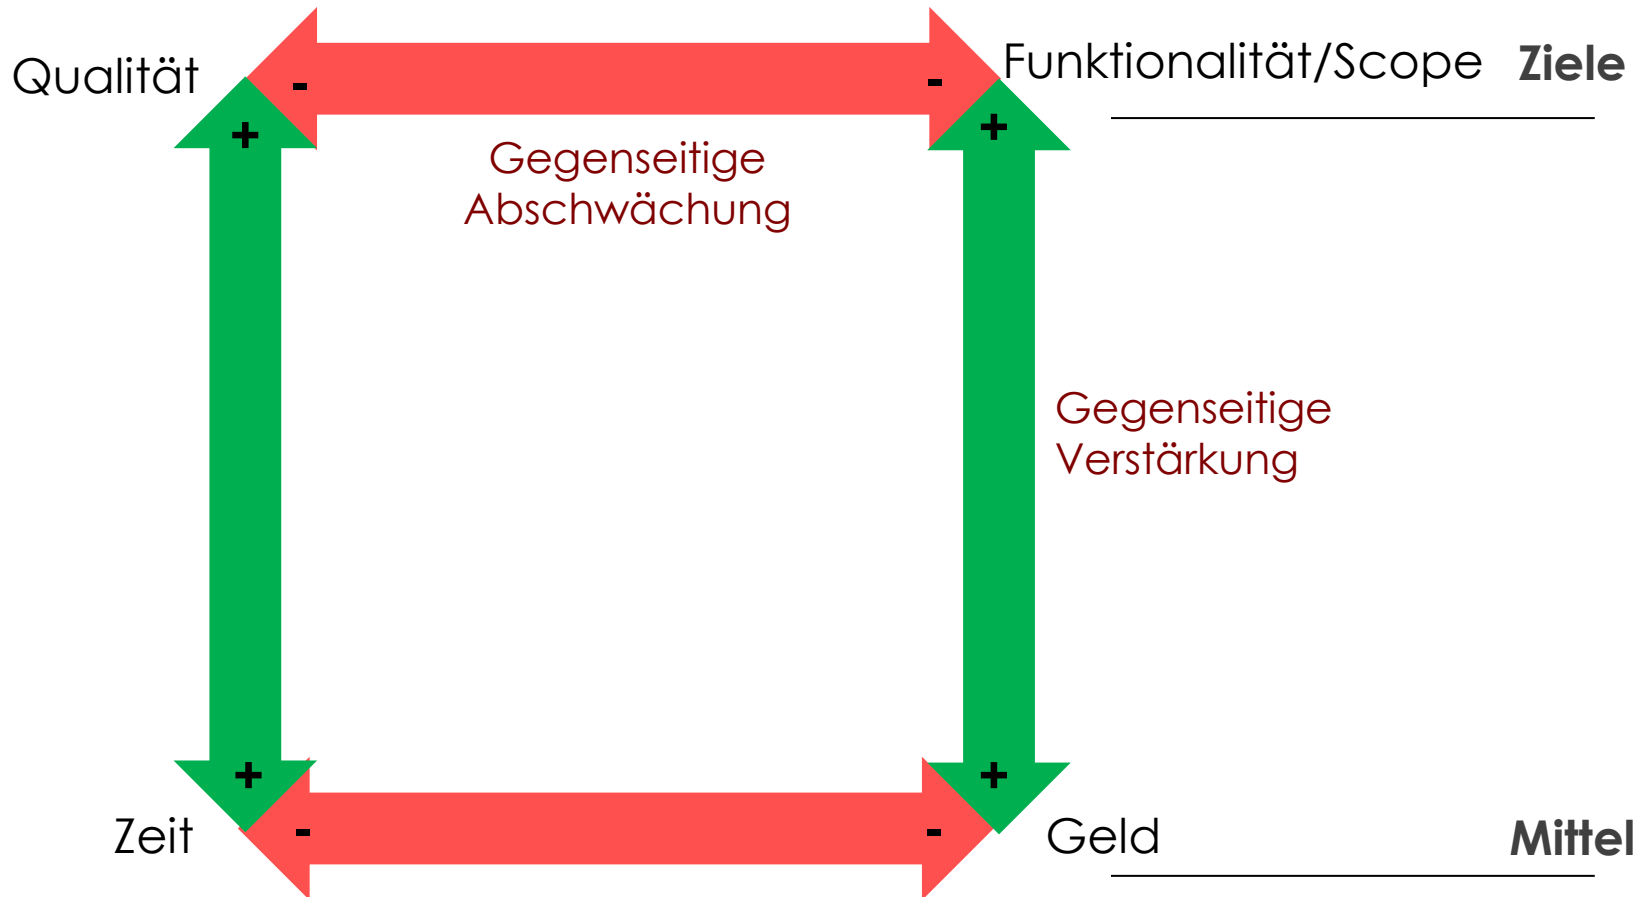 Qualität
Funktionalität/Scope
Ziele
- -
+ +
Gegenseitige
Abschwächung
Gegenseitige
Verstärkung
+ +
- -
Zeit
Geld
Mittel